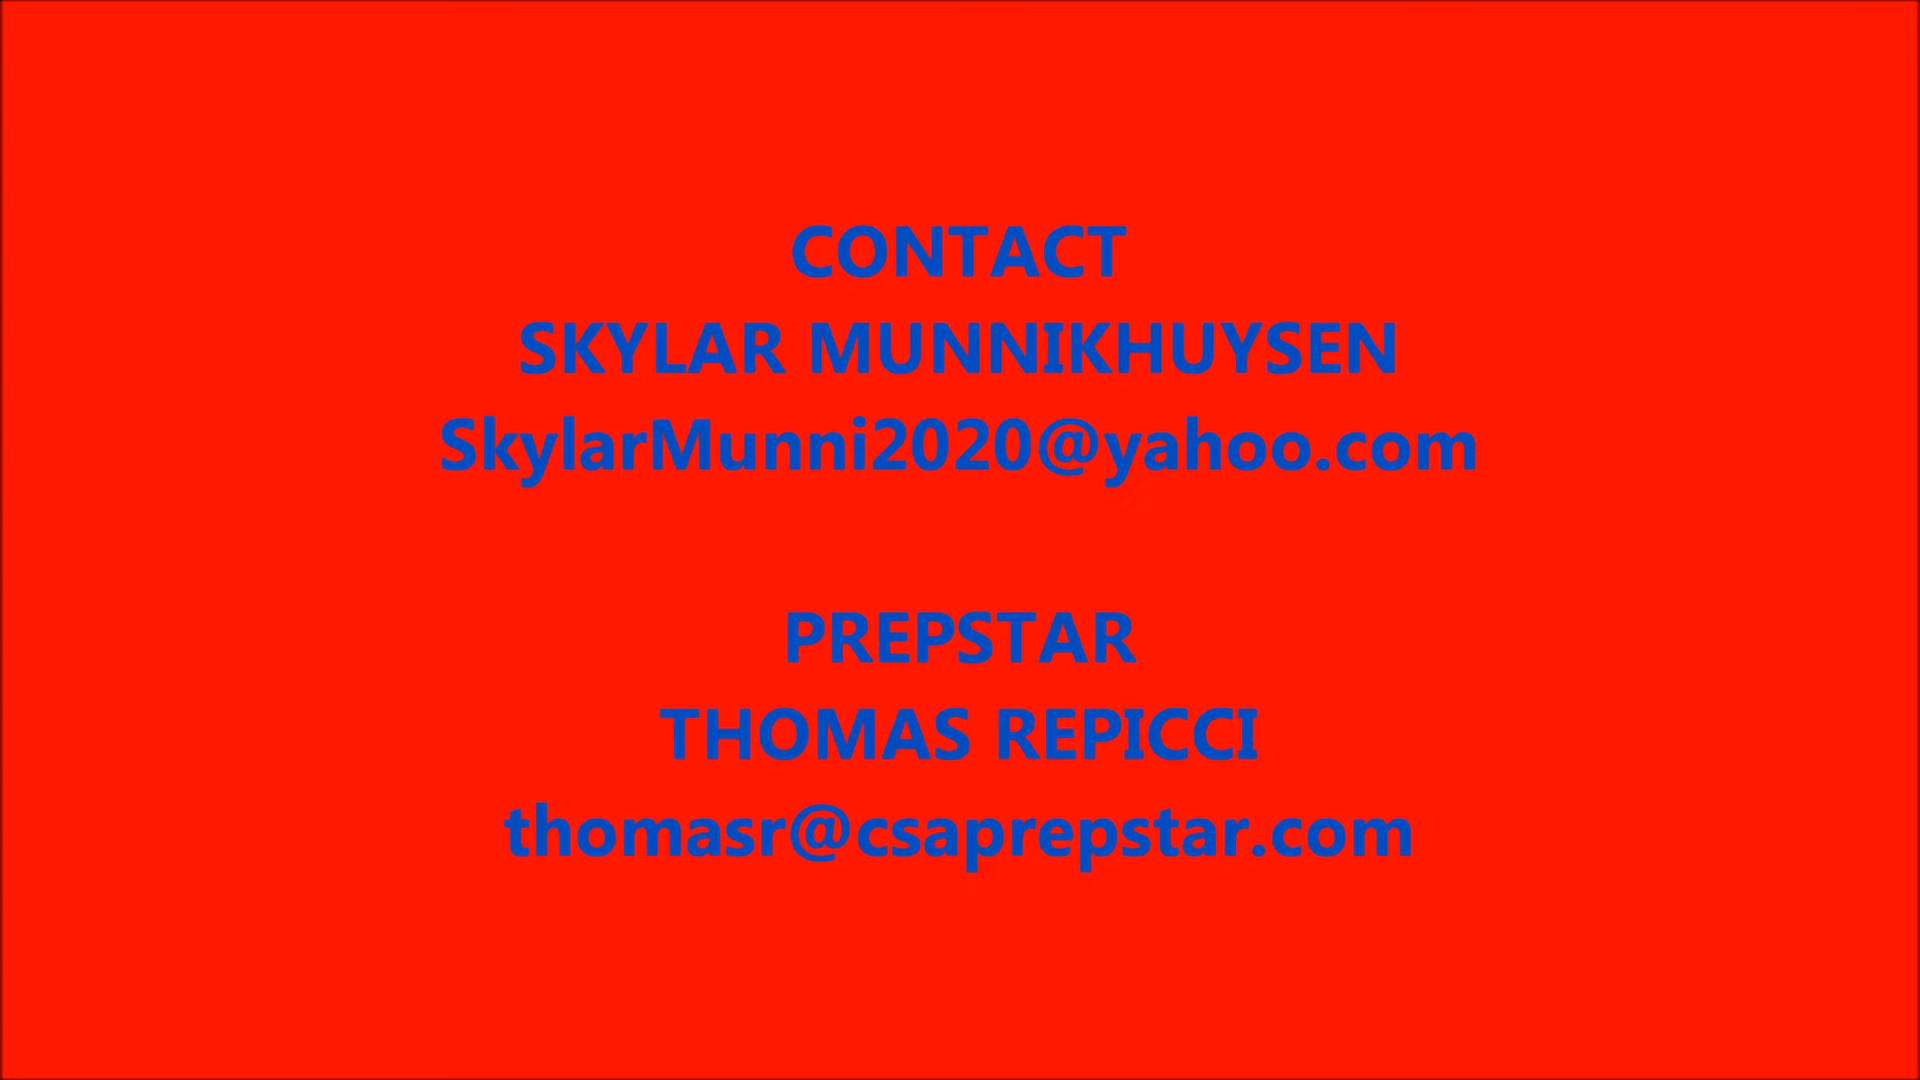 CONTACT
SKYLAR MUNNIKHUYSEN
SkylarMunni2020@yahoo.com
PREPSTAR
THOMAS REPICCI
thomasr@csaprepstar.com